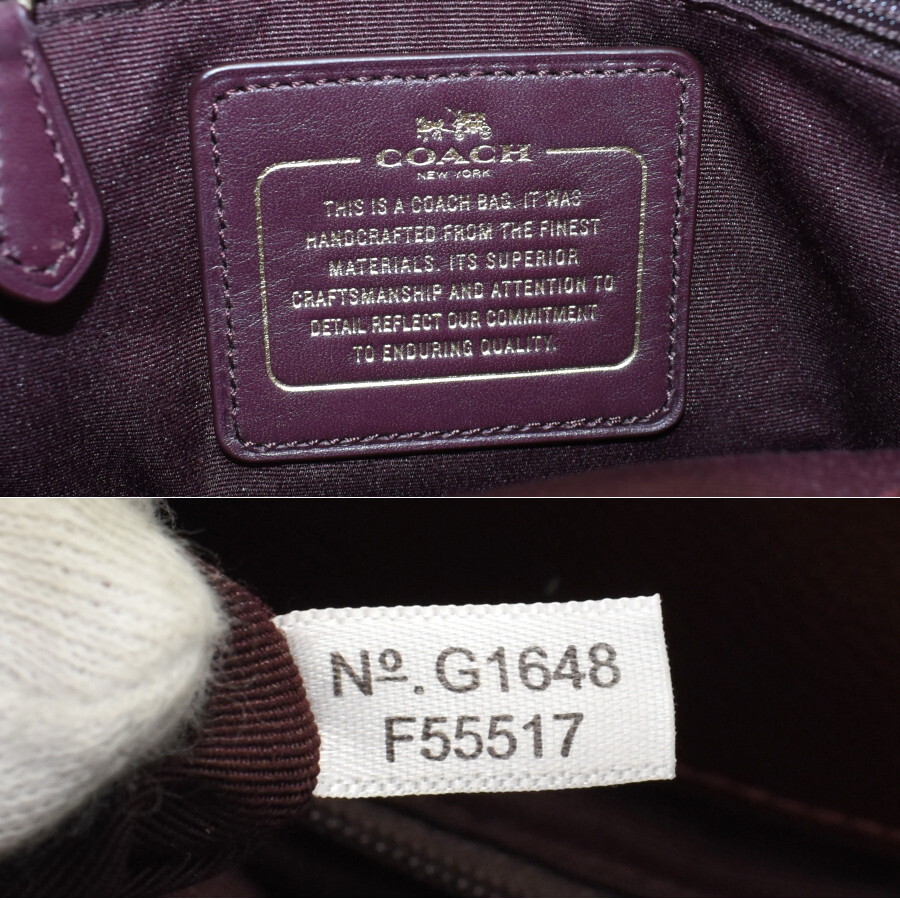 COACH
NEW YORK
THIS IS A COACH BAG. IT WAS
HANDCRAFTED FROM THE FINEST
MATERIALS. ITS SUPERIOR
CRAFTSMANSHIP AND ATTENTION TO
DETAIL REFLECT OUR COMMITMENT
TO ENDURING QUALITY.
Nº.G1648
F55517